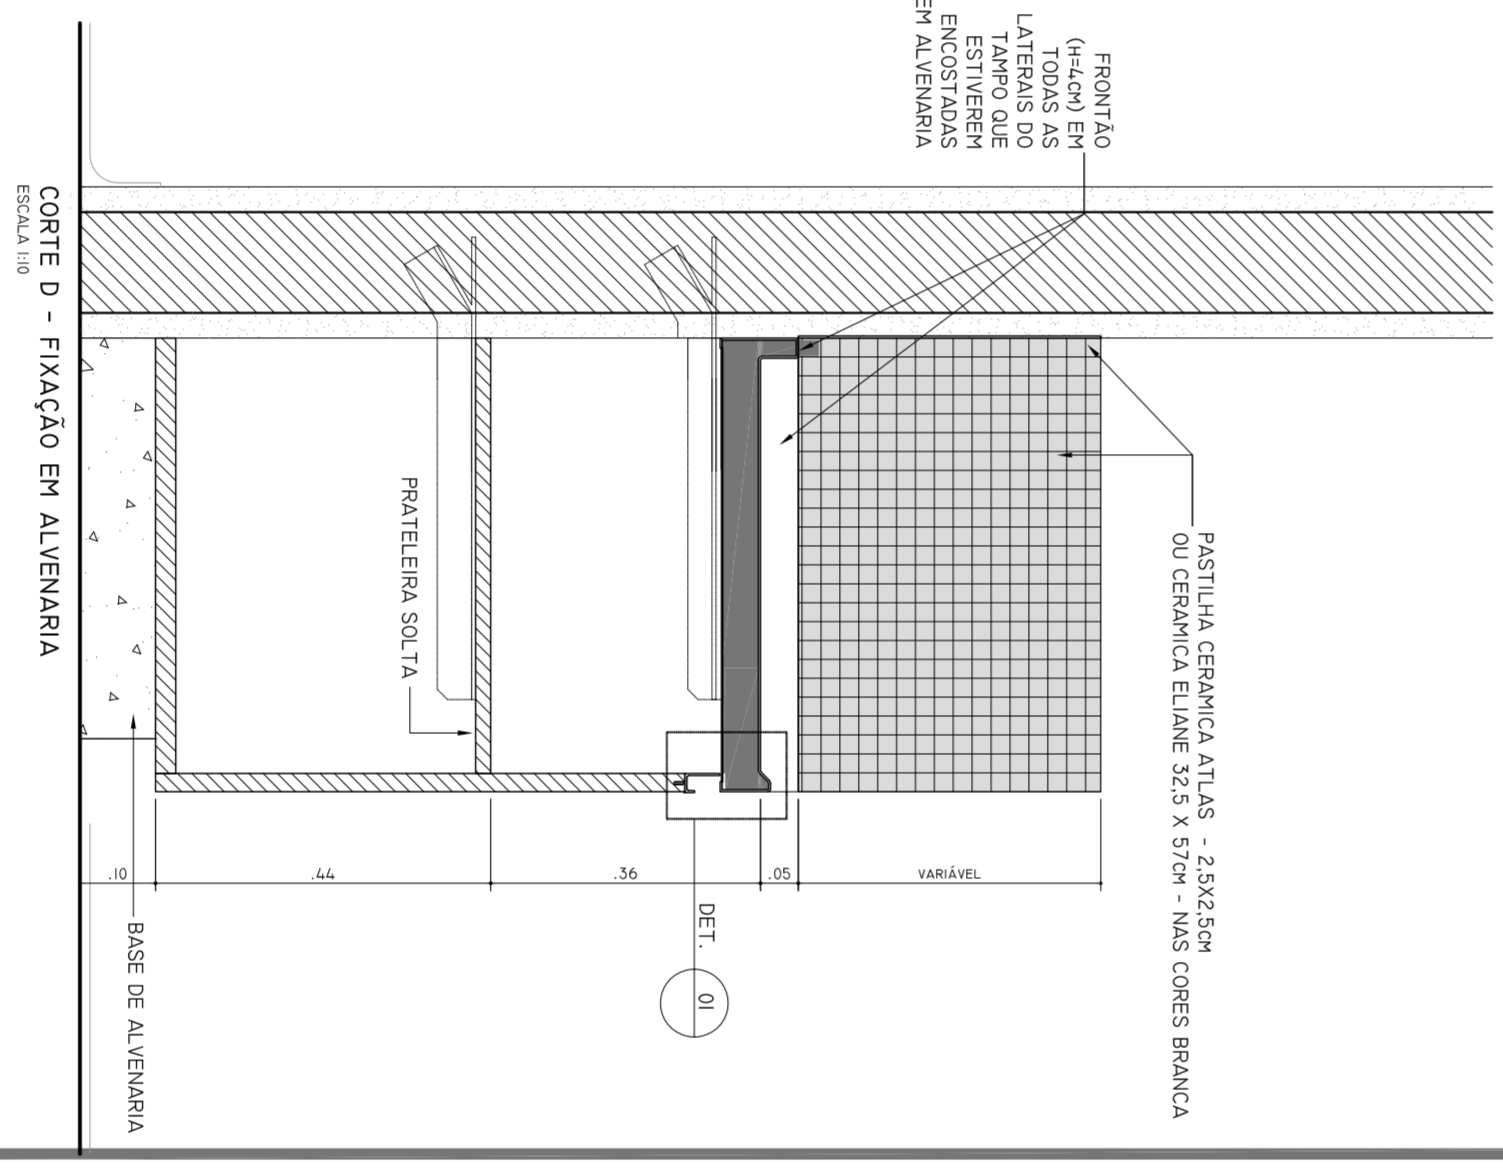 FRONTÃO
(H=4CM) EM
TODAS AS
LATERAIS DO
TAMPO QUE
ESTIVEREM
ENCOSTADAS
EM ALVENARIA
PASTILHA CERAMICA ATLAS - 2,5X2,5CM
OU CERAMICA ELIANE 32,5 X 57CM - NAS CORES BRANCA
PRATELEIRA SOLTA
VARIÁVEL
.05
.36
.44
.10
DET.
01
BASE DE ALVENARIA
CORTE D - FIXAÇÃO EM ALVENARIA
ESCALA 1:10